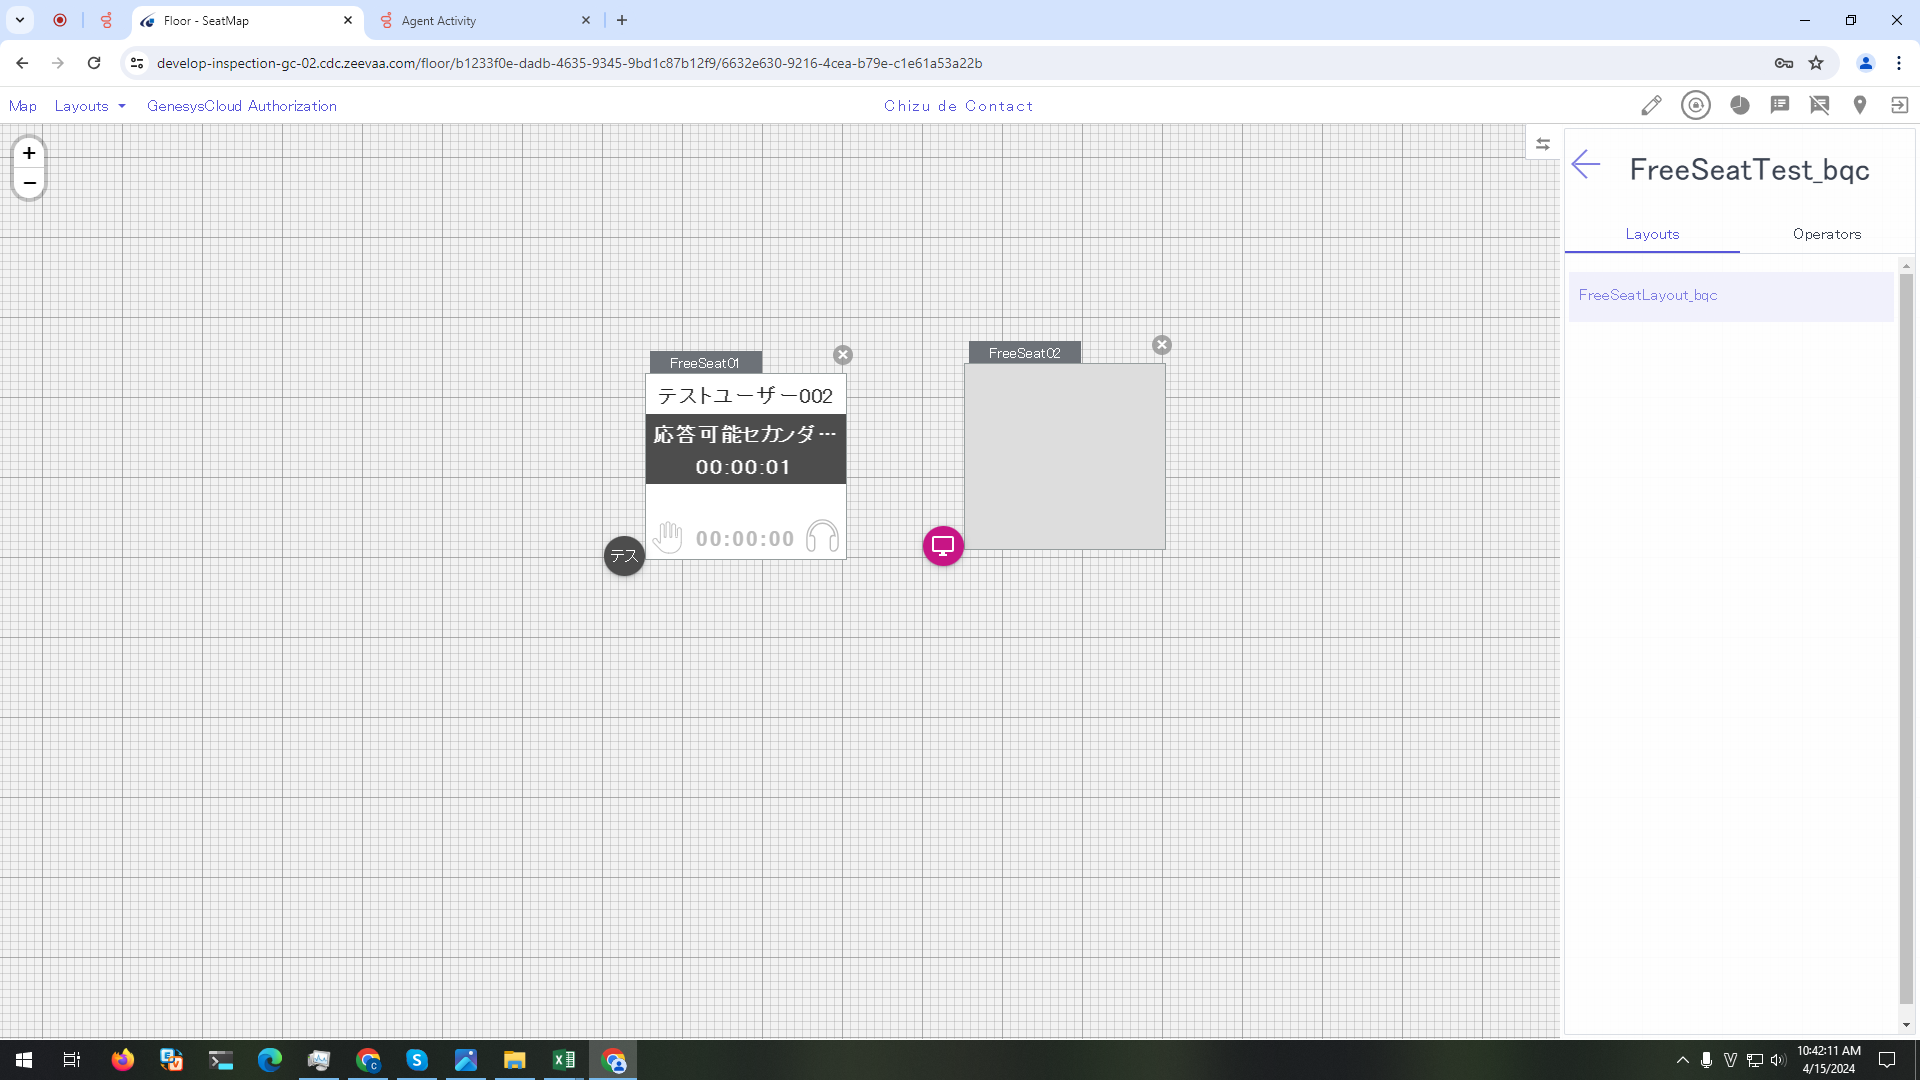 Floor - SeatMap
Agent Activity
develop-inspection-gc-02.cdc.zeevaa.com/floor/b1233f0e-dadb-4635-9345-9bd1c87b12f9/6632e630-9216-4cea-b79e-c1e61a53a22b
Map Layouts GenesysCloud Authorization
Chizu de Contact
+
−
FreeSeatTest_bqc
Layouts Operators
FreeSeatLayout_bqc
FreeSeat01
テストユーザー002
応答可能セカンダ…
00:00:01
00:00:00
テス
FreeSeat02
10:42:11 AM
4/15/2024